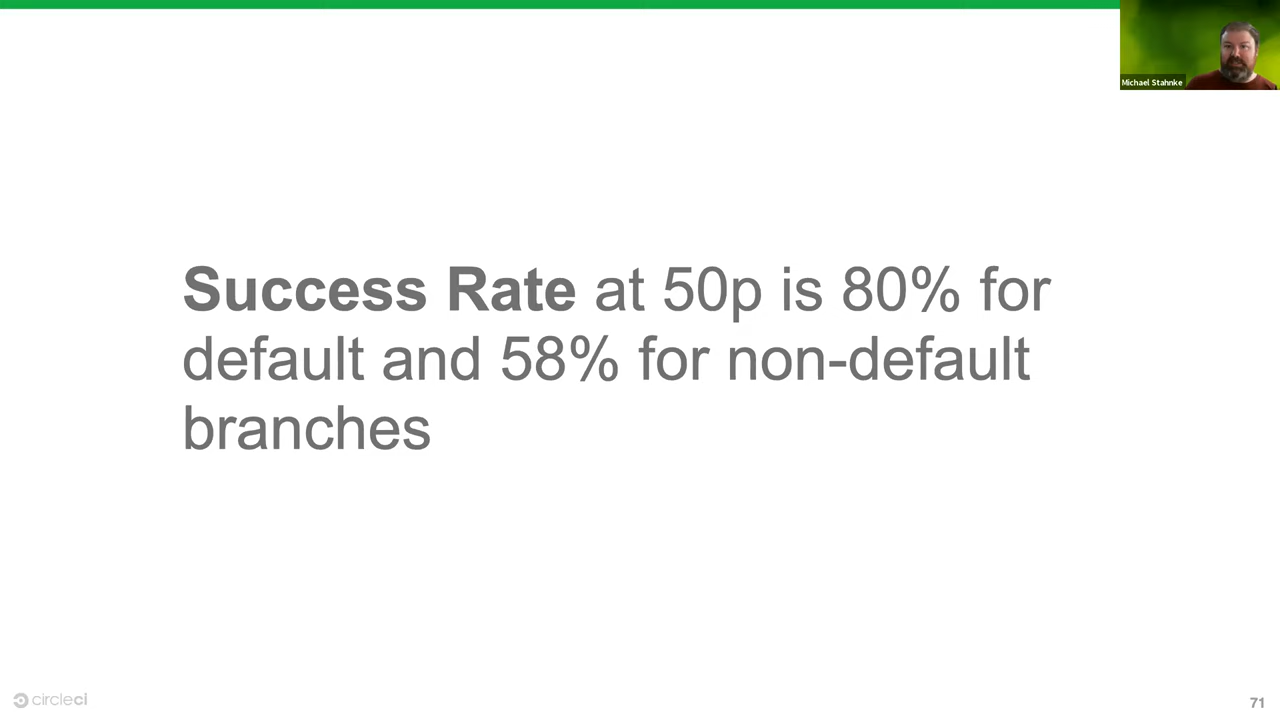 Michael Stahnke
Success Rate at 50p is 80% for
default and 58% for non-default
branches
circleci
71